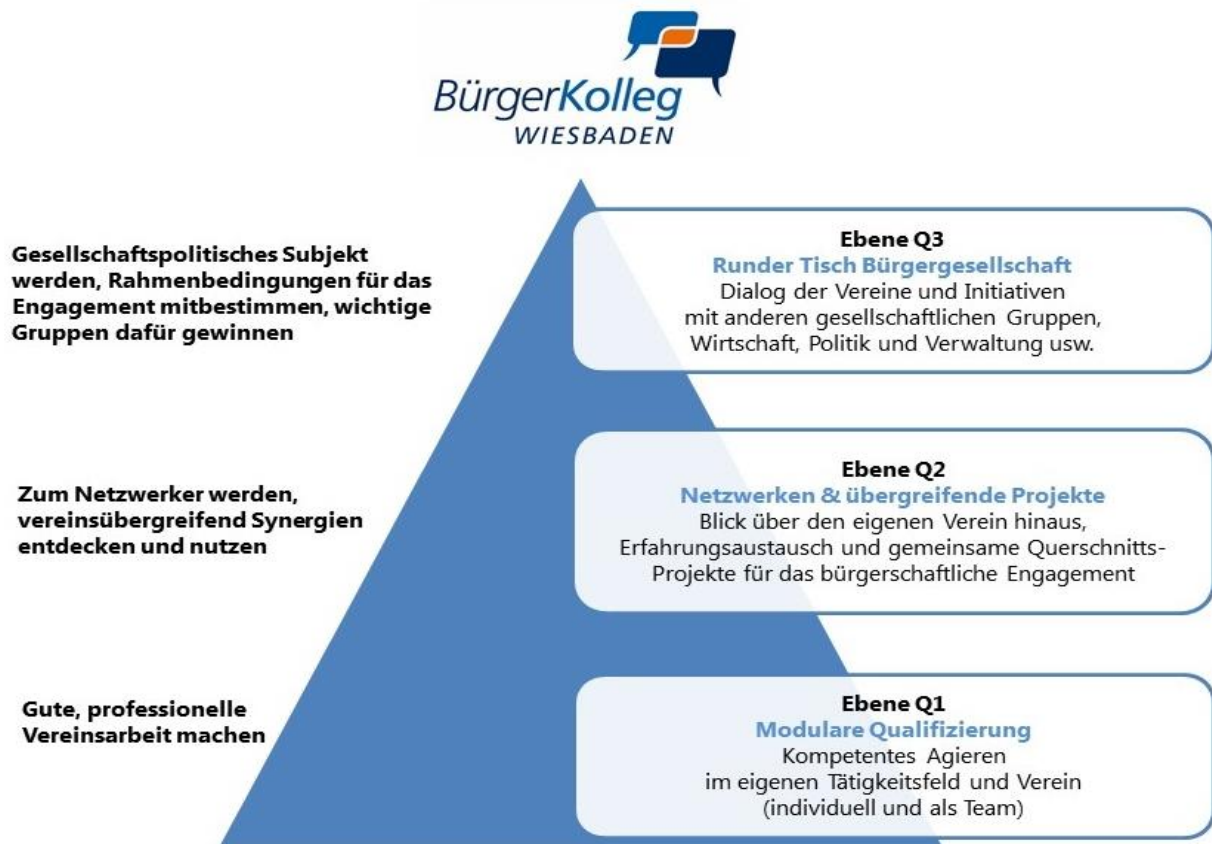 BürgerKolleg
WIESBADEN
Gesellschaftspolitisches Subjekt
werden, Rahmenbedingungen für das
Engagement mitbestimmen, wichtige
Gruppen dafür gewinnen
Ebene Q3
Runder Tisch Bürgergesellschaft
Dialog der Vereine und Initiativen
mit anderen gesellschaftlichen Gruppen,
Wirtschaft, Politik und Verwaltung usw.
Zum Netzwerker werden,
vereinsübergreifend Synergien
entdecken und nutzen
Ebene Q2
Netzwerken & übergreifende Projekte
Blick über den eigenen Verein hinaus,
Erfahrungsaustausch und gemeinsame Querschnitts-
Projekte für das bürgerschaftliche Engagement
Gute, professionelle
Vereinsarbeit machen
Ebene Q1
Modulare Qualifizierung
Kompetentes Agieren
im eigenen Tätigkeitsfeld und Verein
(individuell und als Team)